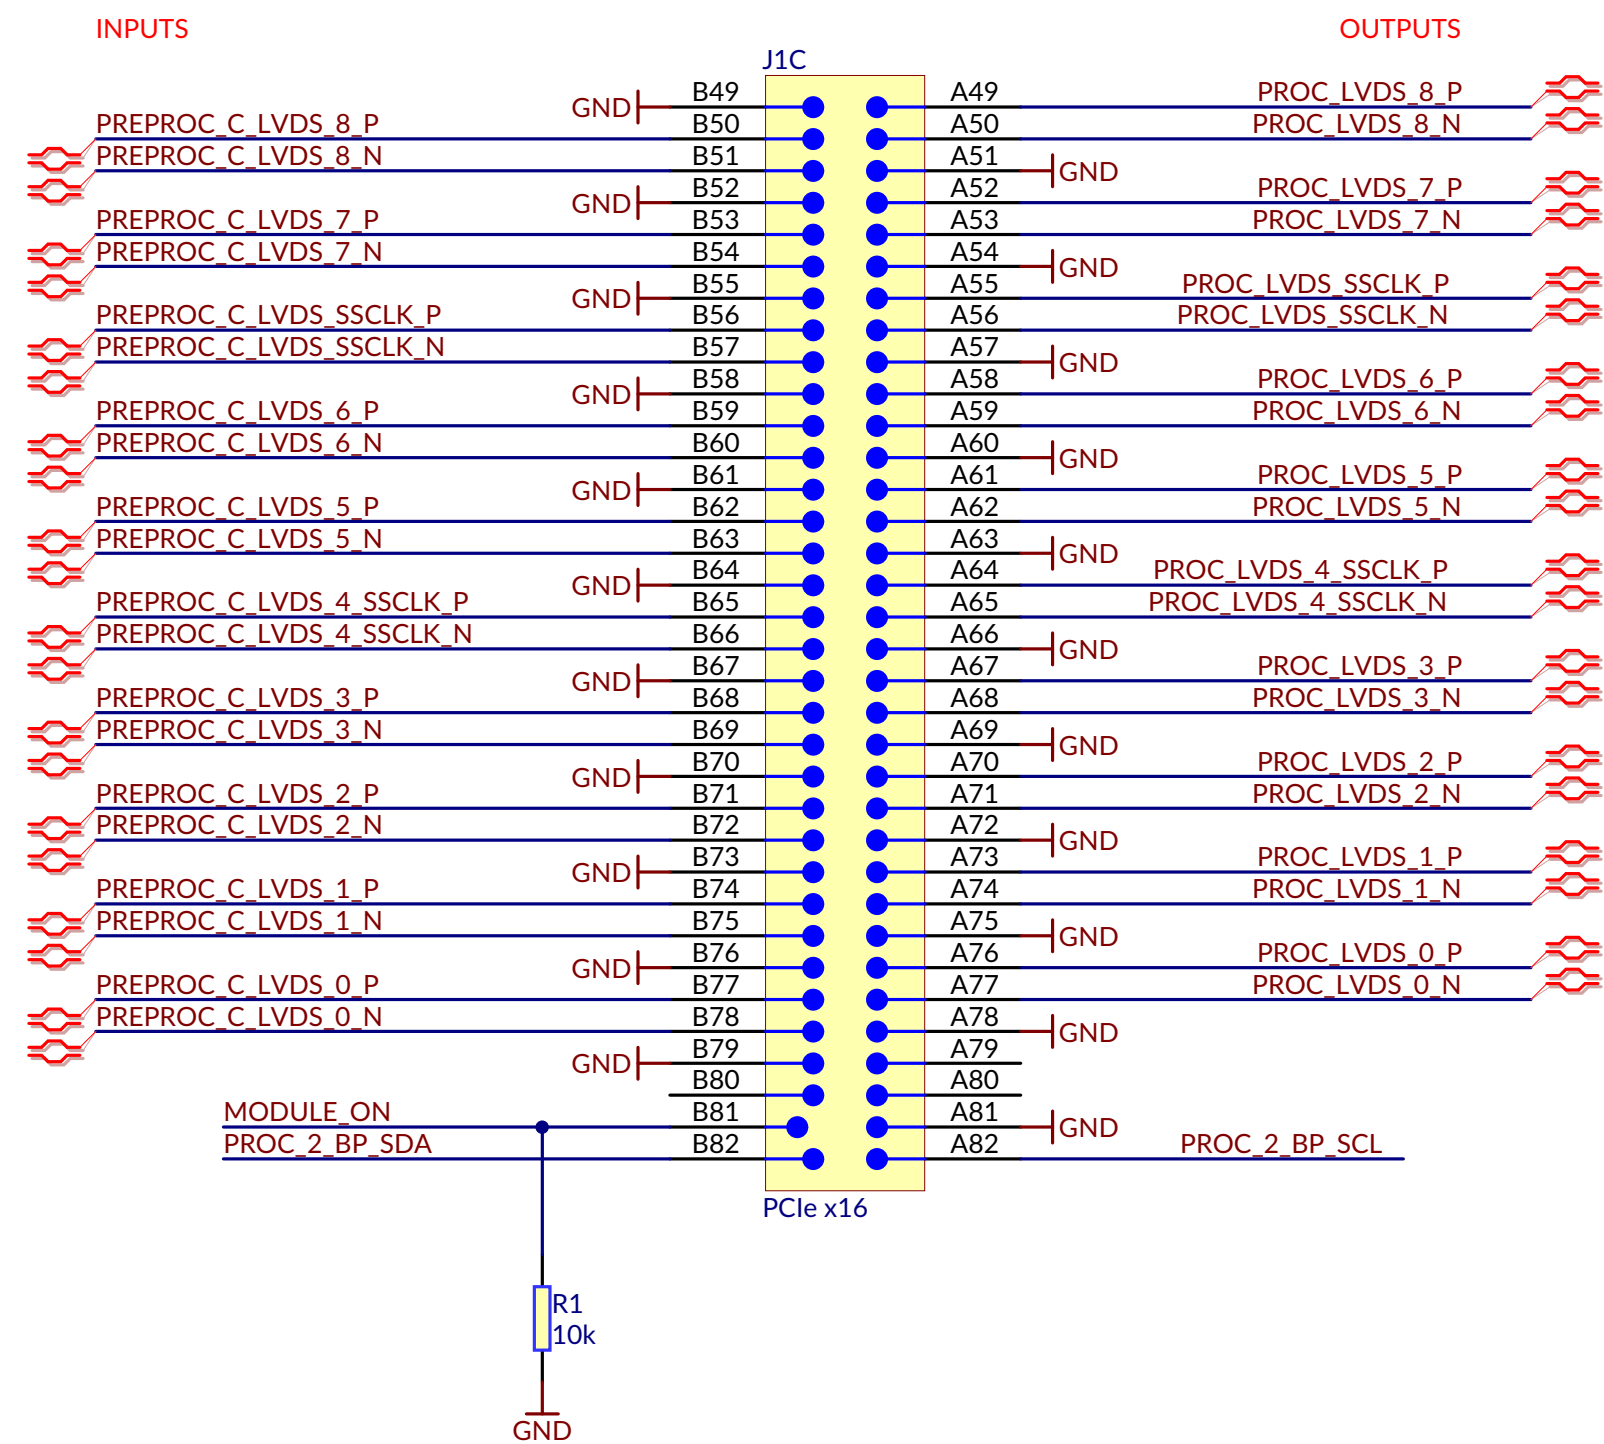 INPUTS OUTPUTS
J1C
GND B49 A49 PROC_LVDS_8_P
PREPROC_C_LVDS_8_P B50 A50 PROC_LVDS_8_N
PREPROC_C_LVDS_8_N B51 A51 GND
GND B52 A52 PROC_LVDS_7_P
PREPROC_C_LVDS_7_P B53 A53 PROC_LVDS_7_N
PREPROC_C_LVDS_7_N B54 A54 GND
GND B55 A55 PROC_LVDS_SSCLK_P
PREPROC_C_LVDS_SSCLK_P B56 A56 PROC_LVDS_SSCLK_N
PREPROC_C_LVDS_SSCLK_N B57 A57 GND
GND B58 A58 PROC_LVDS_6_P
PREPROC_C_LVDS_6_P B59 A59 PROC_LVDS_6_N
PREPROC_C_LVDS_6_N B60 A60 GND
GND B61 A61 PROC_LVDS_5_P
PREPROC_C_LVDS_5_P B62 A62 PROC_LVDS_5_N
PREPROC_C_LVDS_5_N B63 A63 GND
GND B64 A64 PROC_LVDS_4_SSCLK_P
PREPROC_C_LVDS_4_SSCLK_P B65 A65 PROC_LVDS_4_SSCLK_N
PREPROC_C_LVDS_4_SSCLK_N B66 A66 GND
GND B67 A67 PROC_LVDS_3_P
PREPROC_C_LVDS_3_P B68 A68 PROC_LVDS_3_N
PREPROC_C_LVDS_3_N B69 A69 GND
GND B70 A70 PROC_LVDS_2_P
PREPROC_C_LVDS_2_P B71 A71 PROC_LVDS_2_N
PREPROC_C_LVDS_2_N B72 A72 GND
GND B73 A73 PROC_LVDS_1_P
PREPROC_C_LVDS_1_P B74 A74 PROC_LVDS_1_N
PREPROC_C_LVDS_1_N B75 A75 GND
GND B76 A76 PROC_LVDS_0_P
PREPROC_C_LVDS_0_P B77 A77 PROC_LVDS_0_N
PREPROC_C_LVDS_0_N B78 A78 GND
GND B79 A79
B80 A80
MODULE_ON B81 A81 GND
PROC_2_BP_SDA B82 A82 PROC_2_BP_SCL
PCIe x16
R1
10k
GND